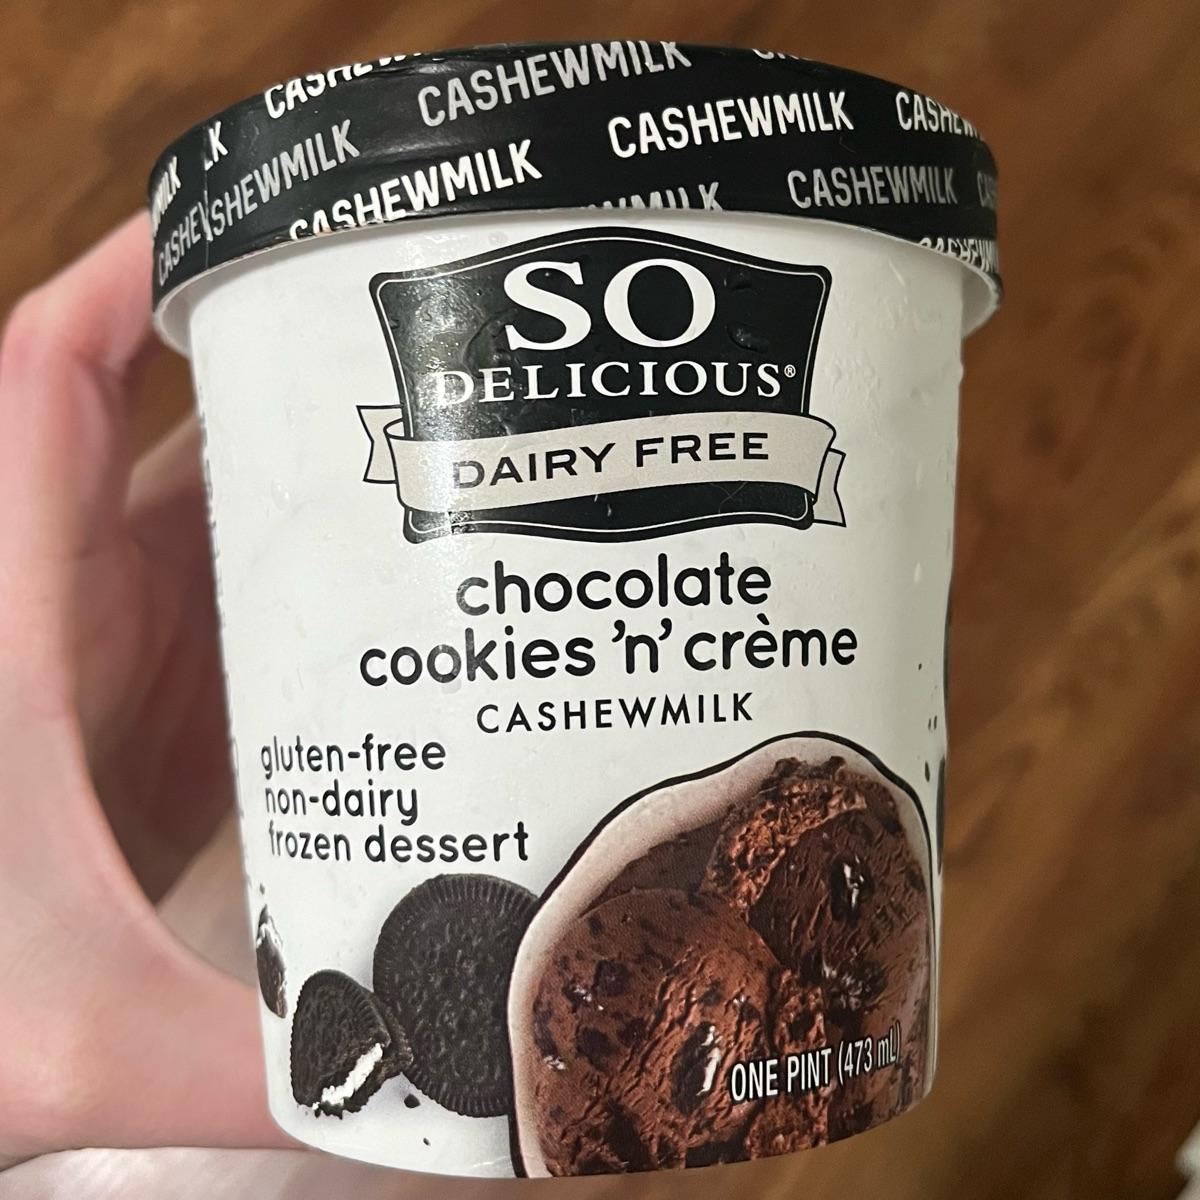 CASHEWMILK
CASHEWMILK
CASHEWMILK
CASHEWMILK
SO
DELICIOUS®
DAIRY FREE
chocolate
cookies 'n' crème
CASHEWMILK
gluten-free
non-dairy
frozen dessert
ONE PINT (473 mL)